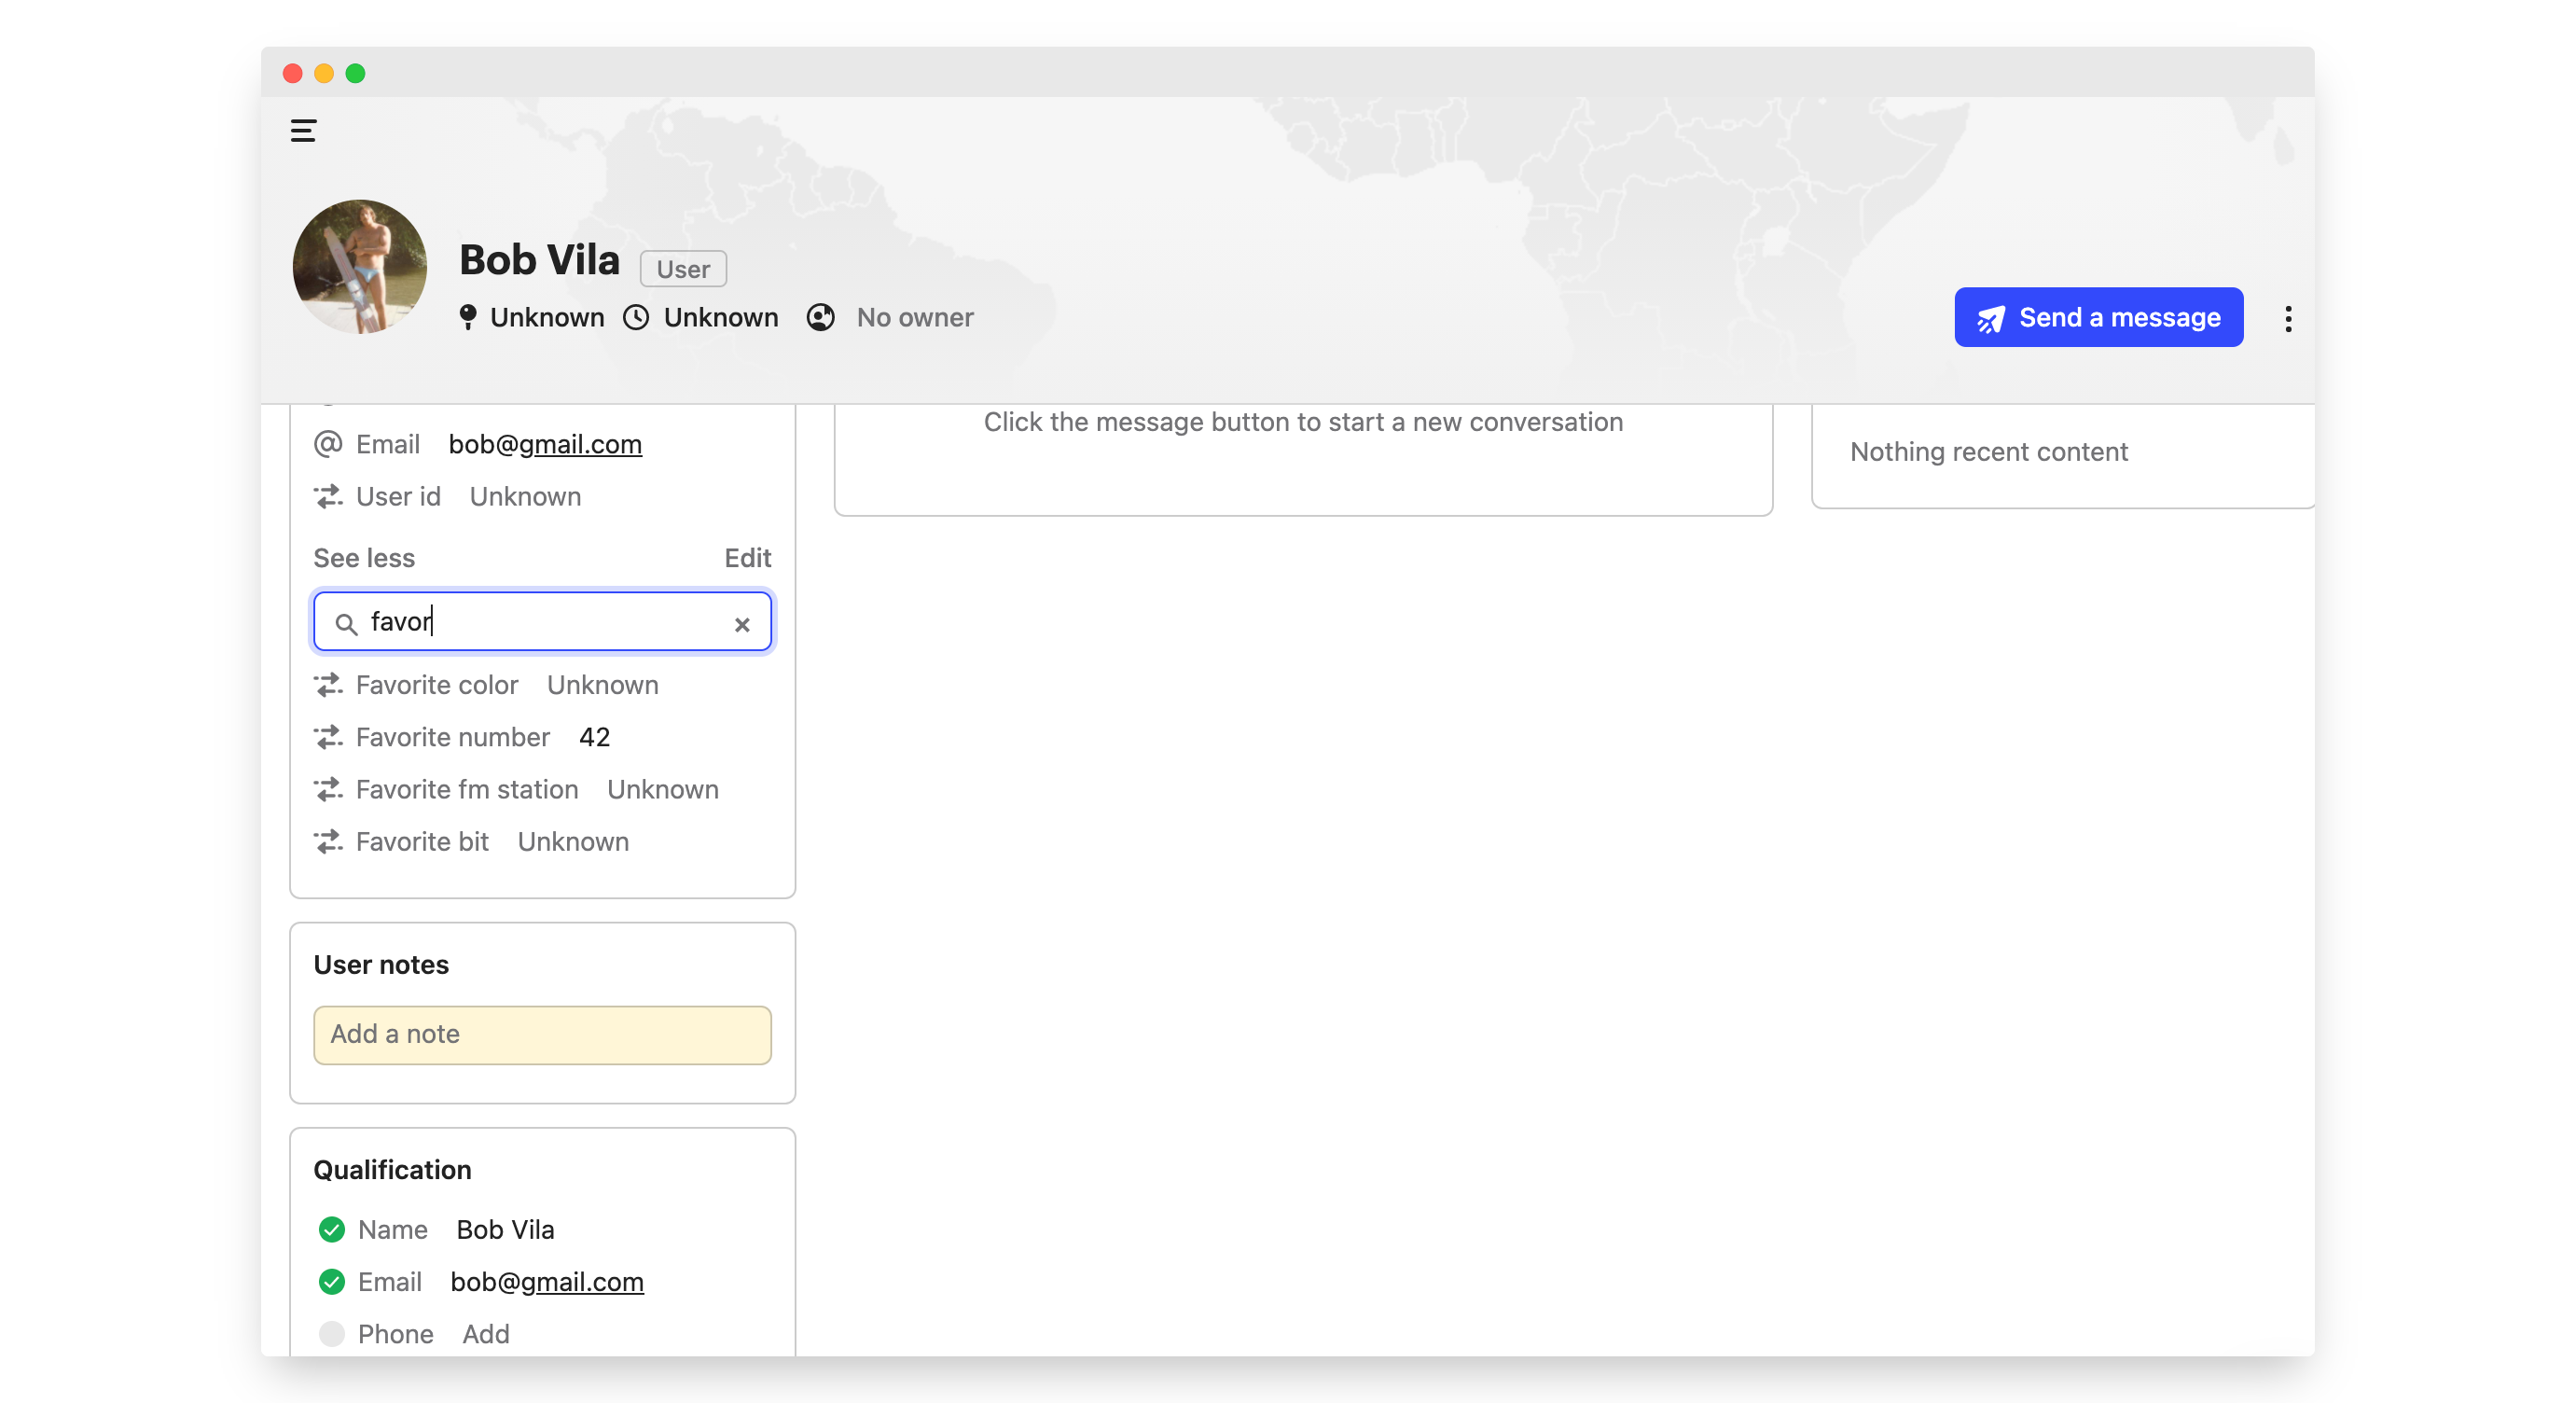 Bob Vila User
Unknown Unknown No owner
Send a message
Email bob@gmail.com
User id Unknown
See less Edit
favor
Favorite color Unknown
Favorite number 42
Favorite fm station Unknown
Favorite bit Unknown
User notes
Add a note
Qualification
Name Bob Vila
Email bob@gmail.com
Phone Add
Click the message button to start a new conversation
Nothing recent content